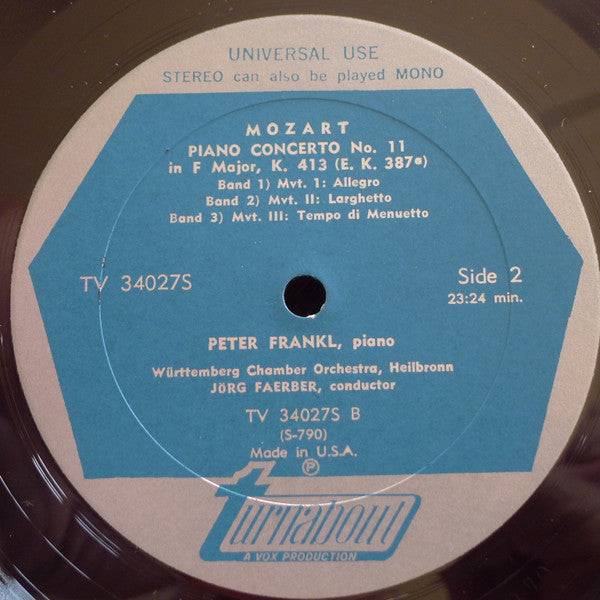 UNIVERSAL USE
STEREO can also be played MONO
MOZART
PIANO CONCERTO No. 11
in F Major, K. 413 (E. K. 387ª)
Band 1) Mvt. 1: Allegro
Band 2) Mvt. II: Larghetto
Band 3) Mvt. III: Tempo di Menuetto
TV 34027S
Side 2
23:24 min.
PETER FRANKL, piano
Württemberg Chamber Orchestra, Heilbronn
JÖRG FAERBER, conductor
TV 34027S B
(S-790)
Made in U.S.A.
℗
turnabout
A VOX PRODUCTION